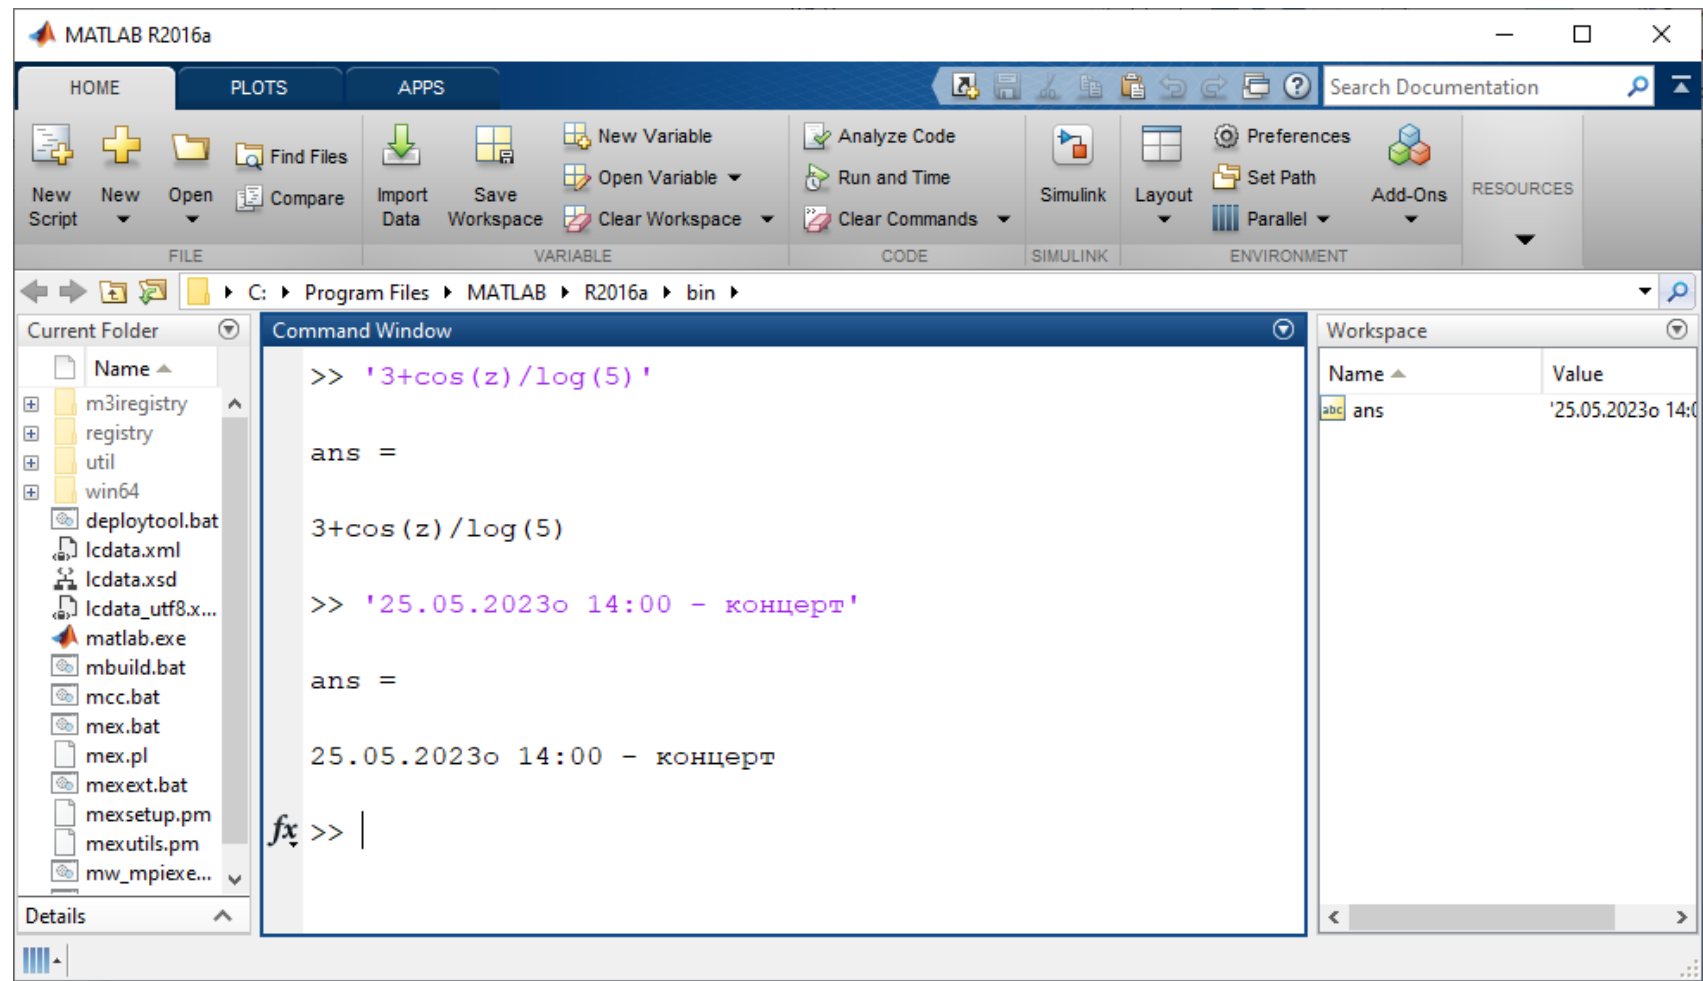 MATLAB R2016a
HOME PLOTS APPS Search Documentation
New Script
New
Open
Find Files
Compare
FILE
Import Data
Save Workspace
New Variable
Open Variable
Clear Workspace
VARIABLE
Analyze Code
Run and Time
Clear Commands
CODE
Simulink
SIMULINK
Layout
Preferences
Set Path
Parallel
Add-Ons
ENVIRONMENT
RESOURCES
C: Program Files MATLAB R2016a bin
Current Folder
Name
m3iregistry
registry
util
win64
deploytool.bat
lcdata.xml
lcdata.xsd
lcdata_utf8.x...
matlab.exe
mbuild.bat
mcc.bat
mex.bat
mex.pl
mexext.bat
mexsetup.pm
mexutils.pm
mw_mpiexe...
Details
Command Window
>> '3+cos(z)/log(5)'
ans =
3+cos(z)/log(5)
>> '25.05.2023о 14:00 - концерт'
ans =
25.05.2023о 14:00 - концерт
fx >>
Workspace
Name Value
abc ans '25.05.2023о 14:0